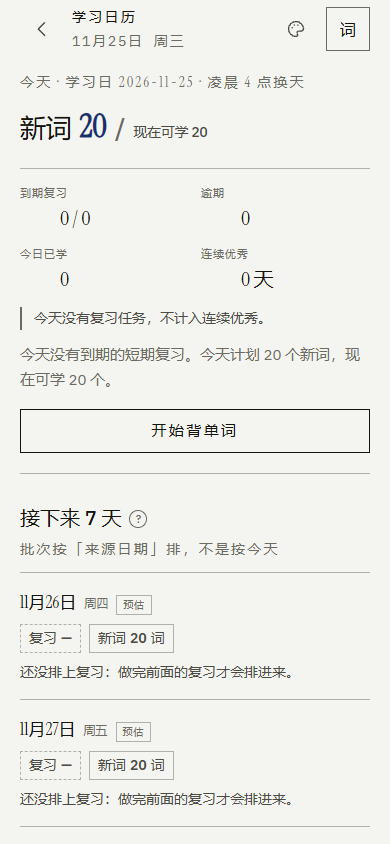 学习日历
11月25日 周三
词
今天 · 学习日 2026-11-25 · 凌晨 4 点换天
新词 20 / 现在可学 20
到期复习 逾期
0/0 0
今日已学 连续优秀
0 0天
今天没有复习任务，不计入连续优秀。
今天没有到期的短期复习。今天计划 20 个新词，现
在可学 20 个。
开始背单词
接下来 7 天 ?
批次按「来源日期」排，不是按今天
11月26日 周四 预估
复习 — 新词 20 词
还没排上复习：做完前面的复习才会排进来。
11月27日 周五 预估
复习 — 新词 20 词
还没排上复习：做完前面的复习才会排进来。